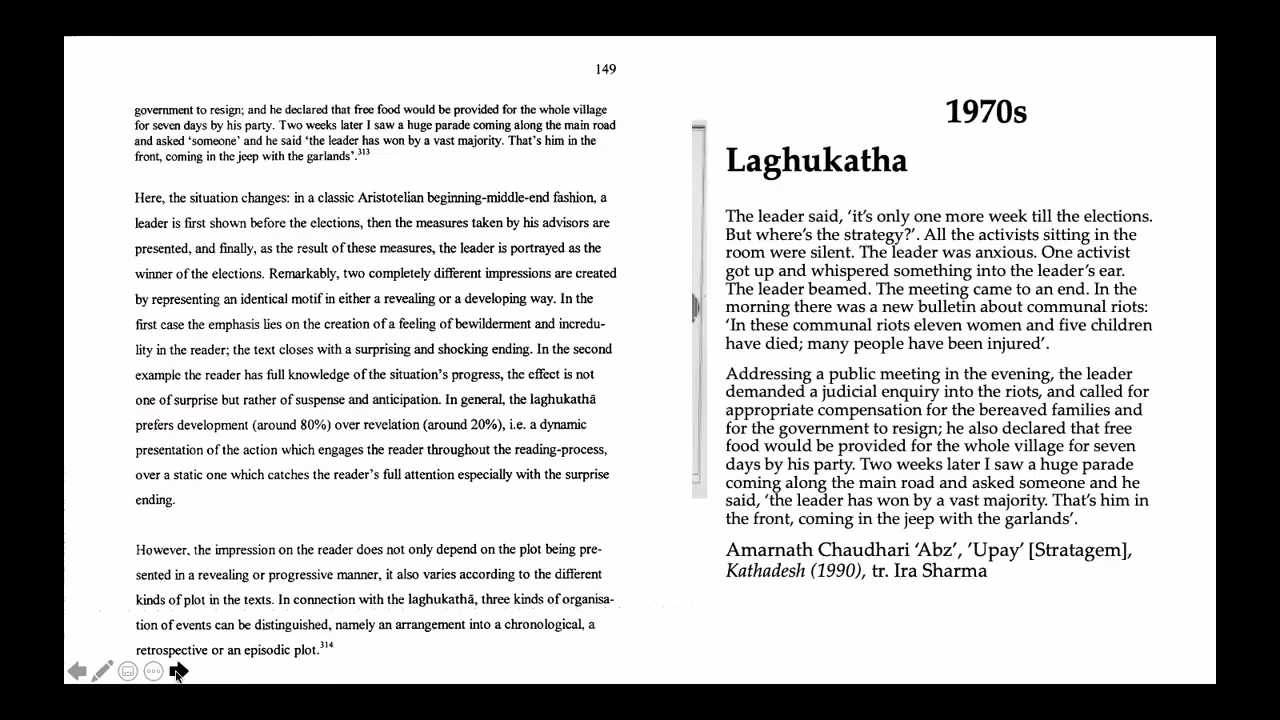 149
government to resign; and he declared that free food would be provided for the whole village
for seven days by his party. Two weeks later I saw a huge parade coming along the main road
and asked ‘someone’ and he said ‘the leader has won by a vast majority. That’s him in the
front, coming in the jeep with the garlands’.313
Here, the situation changes: in a classic Aristotelian beginning-middle-end fashion, a
leader is first shown before the elections, then the measures taken by his advisors are
presented, and finally, as the result of these measures, the leader is portrayed as the
winner of the elections. Remarkably, two completely different impressions are created
by representing an identical motif in either a revealing or a developing way. In the
first case the emphasis lies on the creation of a feeling of bewilderment and incredu-
lity in the reader; the text closes with a surprising and shocking ending. In the second
example the reader has full knowledge of the situation’s progress, the effect is not
one of surprise but rather of suspense and anticipation. In general, the laghukathā
prefers development (around 80%) over revelation (around 20%), i.e. a dynamic
presentation of the action which engages the reader throughout the reading-process,
over a static one which catches the reader’s full attention especially with the surprise
ending.
However, the impression on the reader does not only depend on the plot being pre-
sented in a revealing or progressive manner, it also varies according to the different
kinds of plot in the texts. In connection with the laghukathā, three kinds of organisa-
tion of events can be distinguished, namely an arrangement into a chronological, a
retrospective or an episodic plot.314
1970s
Laghukatha
The leader said, ‘it’s only one more week till the elections.
But where’s the strategy?’. All the activists sitting in the
room were silent. The leader was anxious. One activist
got up and whispered something into the leader’s ear.
The leader beamed. The meeting came to an end. In the
morning there was a new bulletin about communal riots:
‘In these communal riots eleven women and five children
have died; many people have been injured’.
Addressing a public meeting in the evening, the leader
demanded a judicial enquiry into the riots, and called for
appropriate compensation for the bereaved families and
for the government to resign; he also declared that free
food would be provided for the whole village for seven
days by his party. Two weeks later I saw a huge parade
coming along the main road and asked someone and he
said, ‘the leader has won by a vast majority. That’s him in
the front, coming in the jeep with the garlands’.
Amarnath Chaudhari ‘Abz’, ’Upay’ [Stratagem],
Kathadesh (1990), tr. Ira Sharma